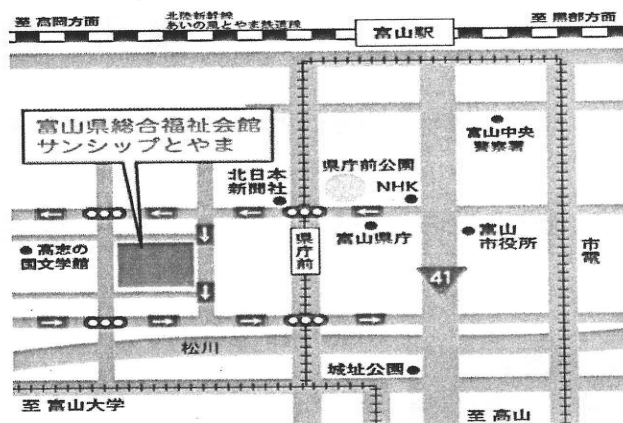 至 高岡方面
北陸新幹線
あいの風とやま鉄道線
富山駅
至 黒部方面
富山県総合福祉会館
サンシップとやま
富山中央
警察署
県庁前公園
北日本
新聞社
NHK
高志の
国文学館
県庁前
富山県庁
富山
市役所
市電
41
松川
城址公園
至 富山大学
至 高山